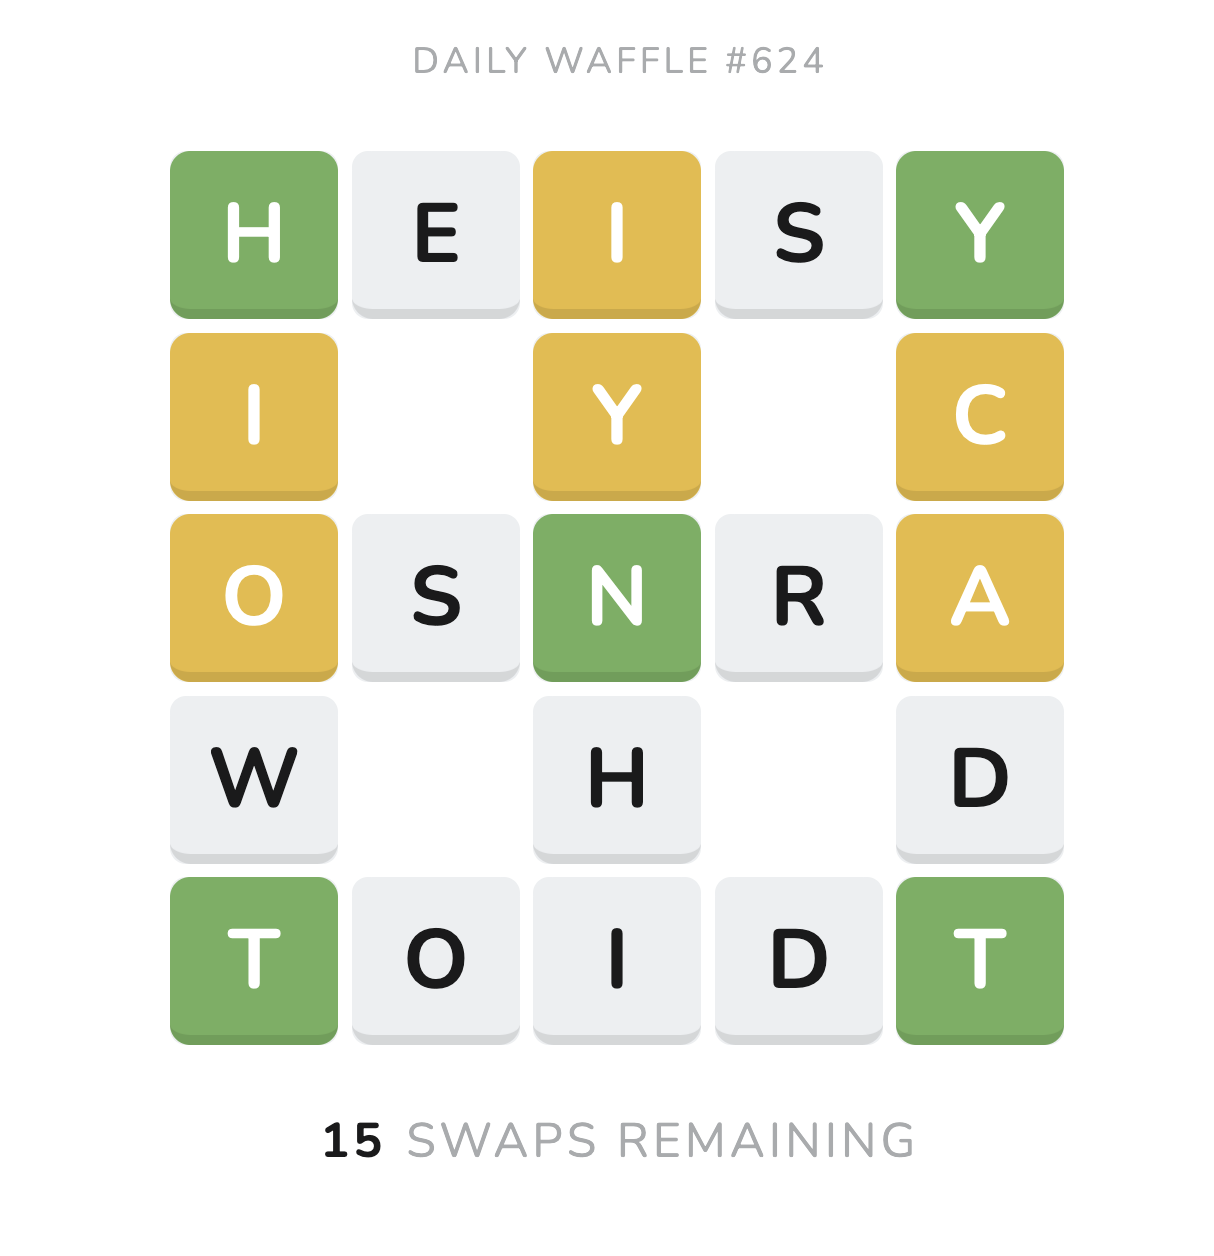 DAILY WAFFLE #624
H E I S Y
I Y C
O S N R A
W H D
T O I D T
15 SWAPS REMAINING